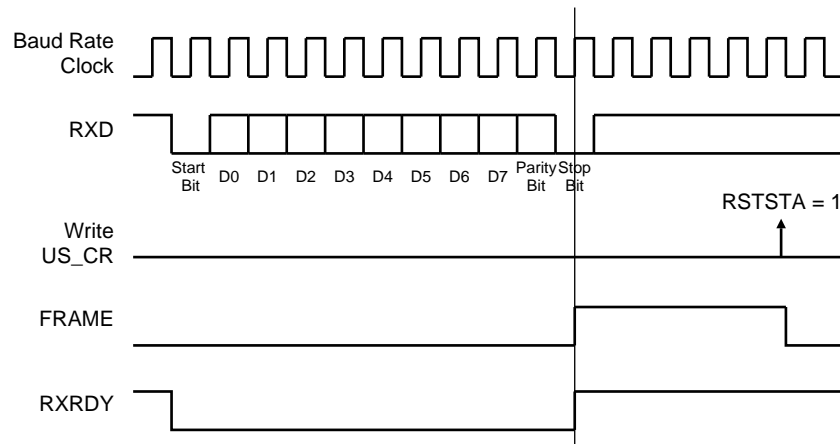 Baud Rate
Clock
RXD
Start
Bit
D0 D1 D2 D3 D4 D5 D6 D7
Parity
Bit
Stop
Bit
RSTSTA = 1
Write
US_CR
FRAME
RXRDY